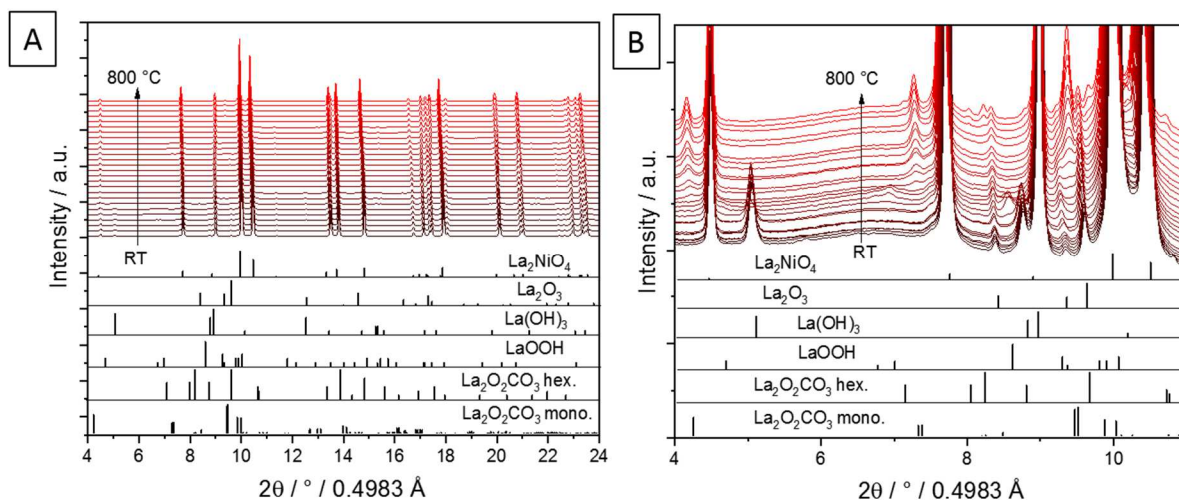 A
800 °C
RT
Intensity / a.u.
La₂NiO₄
La₂O₃
La(OH)₃
LaOOH
La₂O₂CO₃ hex.
La₂O₂CO₃ mono.
4 6 8 10 12 14 16 18 20 22 24
2θ / ° / 0.4983 Å
B
800 °C
RT
Intensity / a.u.
La₂NiO₄
La₂O₃
La(OH)₃
LaOOH
La₂O₂CO₃ hex.
La₂O₂CO₃ mono.
4 6 8 10
2θ / ° / 0.4983 Å